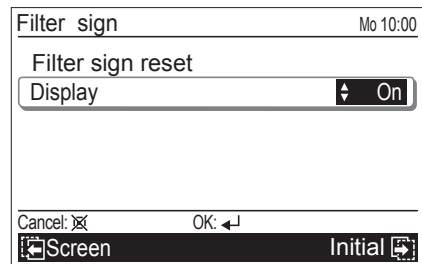 Filter sign Mo 10:00
Filter sign reset
Display On
Cancel: OK:
Screen Initial